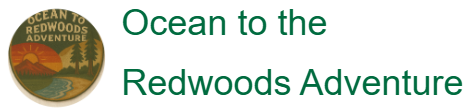 OCEAN TO
REDWOODS
ADVENTURE
Ocean to the
Redwoods Adventure